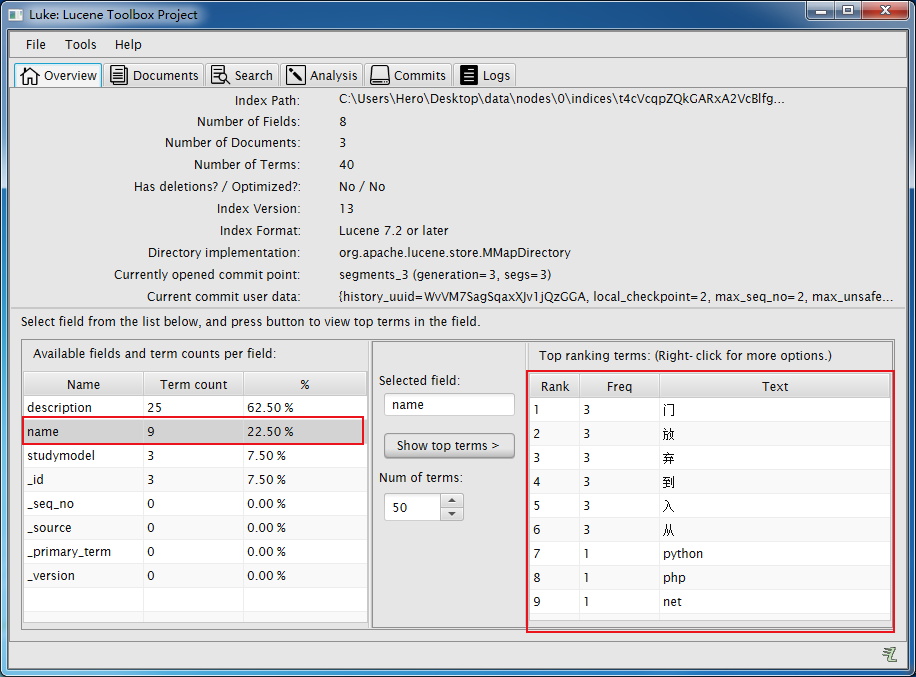 Luke: Lucene Toolbox Project
File Tools Help
Overview Documents Search Analysis Commits Logs
Index Path: C:\Users\Hero\Desktop\data\nodes\0\indices\t4cVcqpZQkGARxA2VcBlfg...
Number of Fields: 8
Number of Documents: 3
Number of Terms: 40
Has deletions? / Optimized?: No / No
Index Version: 13
Index Format: Lucene 7.2 or later
Directory implementation: org.apache.lucene.store.MMapDirectory
Currently opened commit point: segments_3 (generation=3, segs=3)
Current commit user data: {history_uuid=WvVM7SagSqaxXJv1jQzGGA, local_checkpoint=2, max_seq_no=2, max_unsafe...
Select field from the list below, and press button to view top terms in the field.
Available fields and term counts per field:
Name Term count %
description 25 62.50 %
name 9 22.50 %
studymodel 3 7.50 %
_id 3 7.50 %
_seq_no 0 0.00 %
_source 0 0.00 %
_primary_term 0 0.00 %
_version 0 0.00 %
Selected field:
name
Show top terms >
Num of terms:
50
Top ranking terms: (Right-click for more options.)
Rank Freq Text
1 3 门
2 3 放
3 3 弃
4 3 到
5 3 入
6 3 从
7 1 python
8 1 php
9 1 net